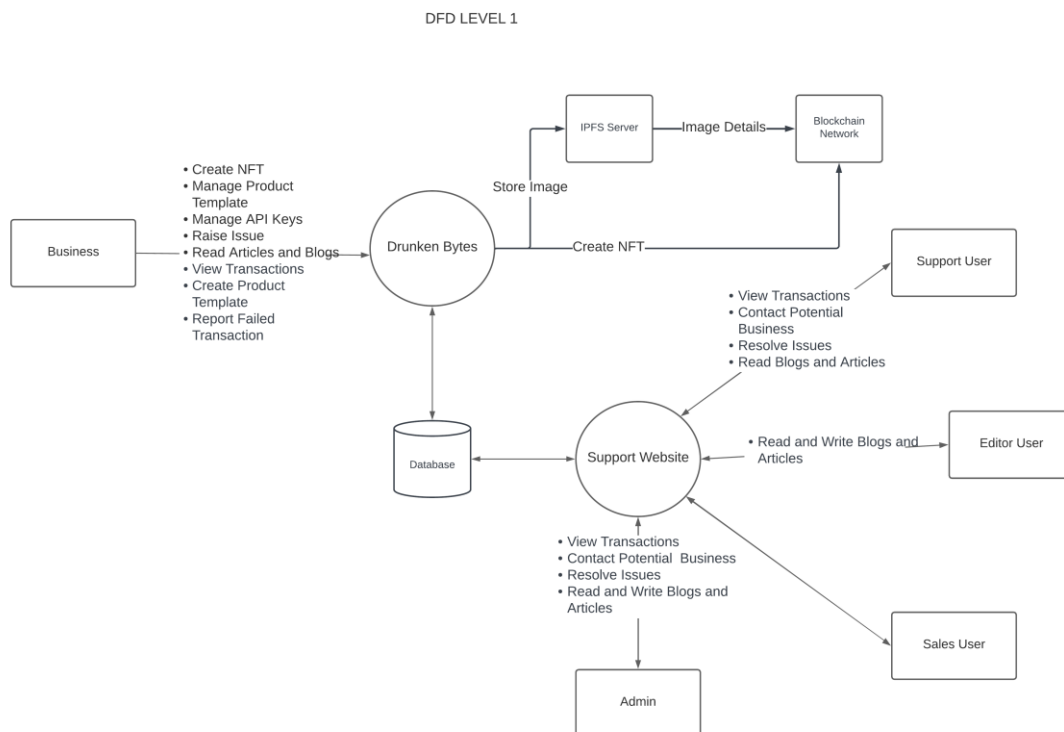 DFD LEVEL 1
IPFS Server
Image Details
Blockchain
Network
Store Image
• Create NFT
• Manage Product
Template
• Manage API Keys
• Raise Issue
• Read Articles and Blogs
• View Transactions
• Create Product
Template
• Report Failed
Transaction
Business
Drunken Bytes
Create NFT
Support User
• View Transactions
• Contact Potential
Business
• Resolve Issues
• Read Blogs and Articles
Database
Support Website
• Read and Write Blogs and
Articles
Editor User
• View Transactions
• Contact Potential  Business
• Resolve Issues
• Read and Write Blogs and
Articles
Sales User
Admin